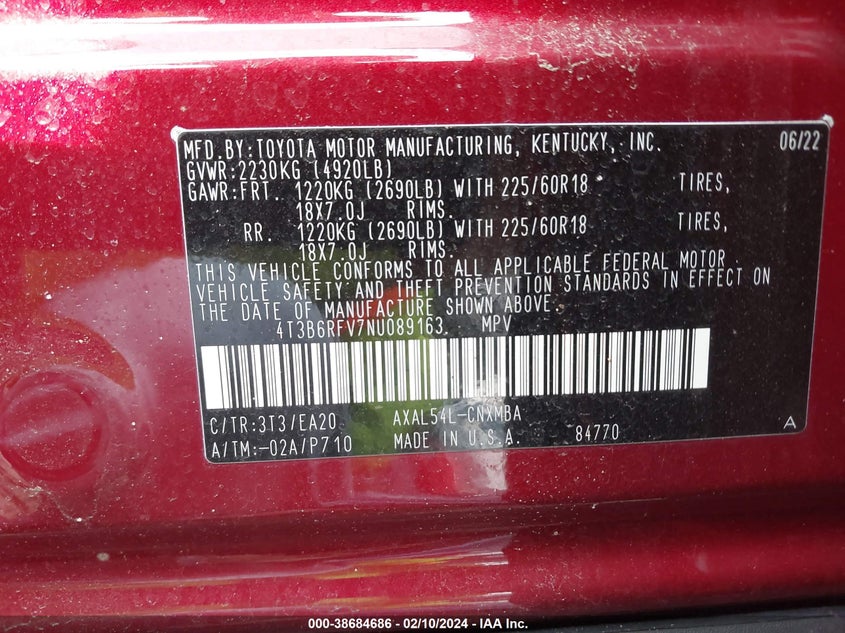 MFD.BY:TOYOTA MOTOR MANUFACTURING, KENTUCKY, INC. 06/22
GVWR:2230KG (4920LB)
GAWR:FRT. 1220KG (2690LB) WITH 225/60R18 TIRES,
18X7.0J RIMS.
RR. 1220KG (2690LB) WITH 225/60R18 TIRES,
18X7.0J RIMS.
THIS VEHICLE CONFORMS TO ALL APPLICABLE FEDERAL MOTOR
VEHICLE SAFETY AND THEFT PREVENTION STANDARDS IN EFFECT ON
THE DATE OF MANUFACTURE SHOWN ABOVE.
4T3B6RFV7NU089163 MPV
C/TR:3T3/EA20 AXAL54L-CNXMBA
A/TM:-02A/P710 MADE IN U.S.A. 84770 A
000-38684686 - 02/10/2024 - IAA Inc.